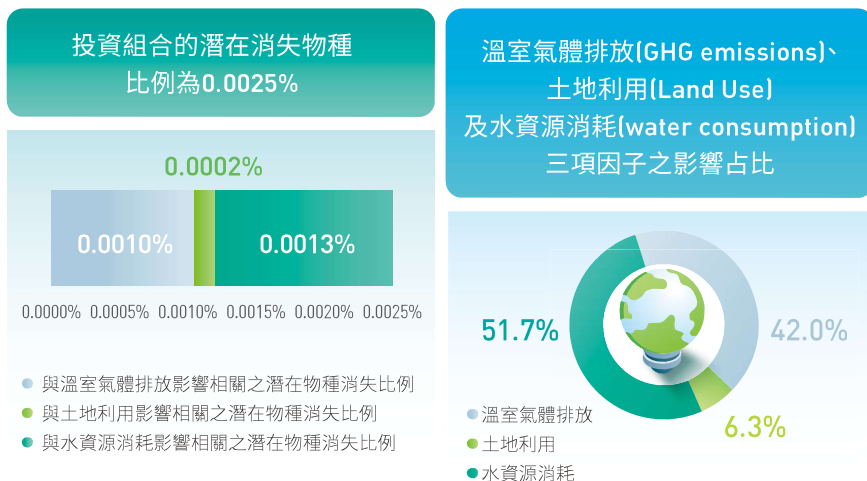 投資組合的潛在消失物種
比例為0.0025%
0.0002%
0.0010%
0.0013%
0.0000% 0.0005% 0.0010% 0.0015% 0.0020% 0.0025%
與溫室氣體排放影響相關之潛在物種消失比例
與土地利用影響相關之潛在物種消失比例
與水資源消耗影響相關之潛在物種消失比例
溫室氣體排放(GHG emissions)、
土地利用(Land Use)
及水資源消耗(water consumption)
三項因子之影響占比
51.7%
42.0%
6.3%
溫室氣體排放
土地利用
水資源消耗